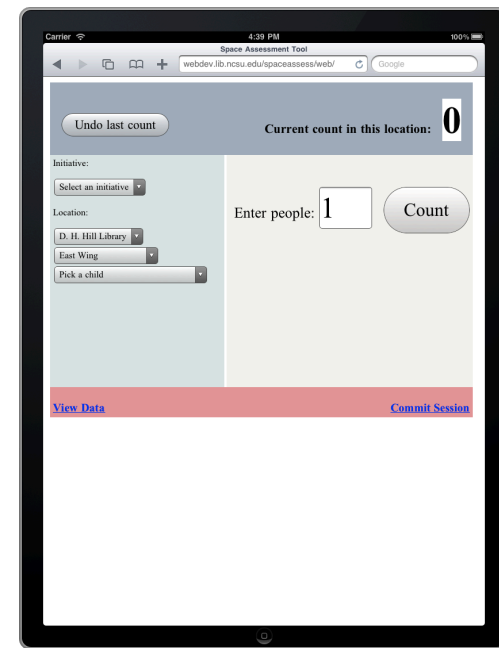 Carrier 4:39 PM 100%
Space Assessment Tool
webdev.lib.ncsu.edu/spaceassess/web/ Google
Undo last count
Current count in this location: 0
Initiative:
Select an initiative
Location:
D. H. Hill Library
East Wing
Pick a child
Enter people: 1 Count
View Data Commit Session